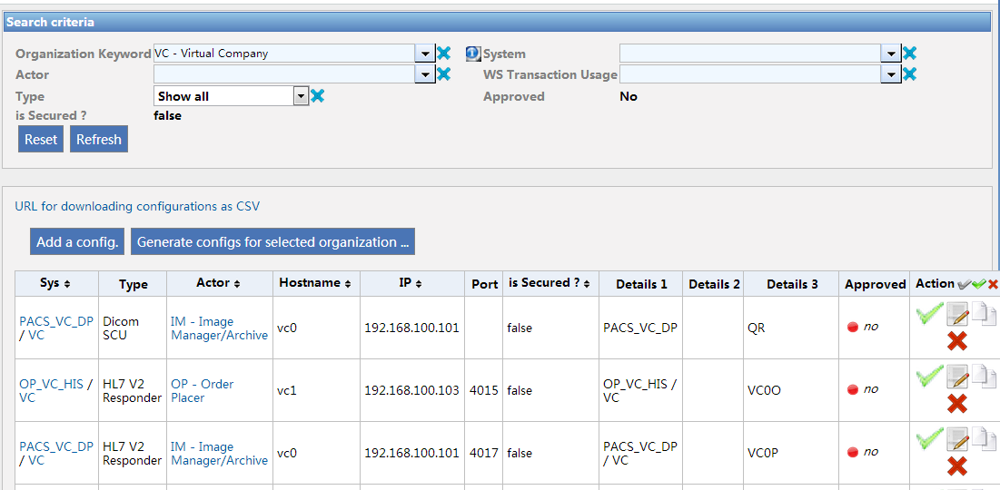 Search criteria
Organization Keyword VC - Virtual Company System
Actor WS Transaction Usage
Type Show all Approved No
is Secured ? false
Reset Refresh
URL for downloading configurations as CSV
Add a config. Generate configs for selected organization ...
Sys Type Actor Hostname IP Port is Secured ? Details 1 Details 2 Details 3 Approved Action
PACS_VC_DP Dicom IM - Image
/ VC SCU Manager/Archive vc0 192.168.100.101 false PACS_VC_DP QR no
OP_VC_HIS / HL7 V2 OP - Order OP_VC_HIS /
VC Responder Placer vc1 192.168.100.103 4015 false VC VC0O no
PACS_VC_DP HL7 V2 IM - Image PACS_VC_DP
/ VC Responder Manager/Archive vc0 192.168.100.101 4017 false / VC VC0P no